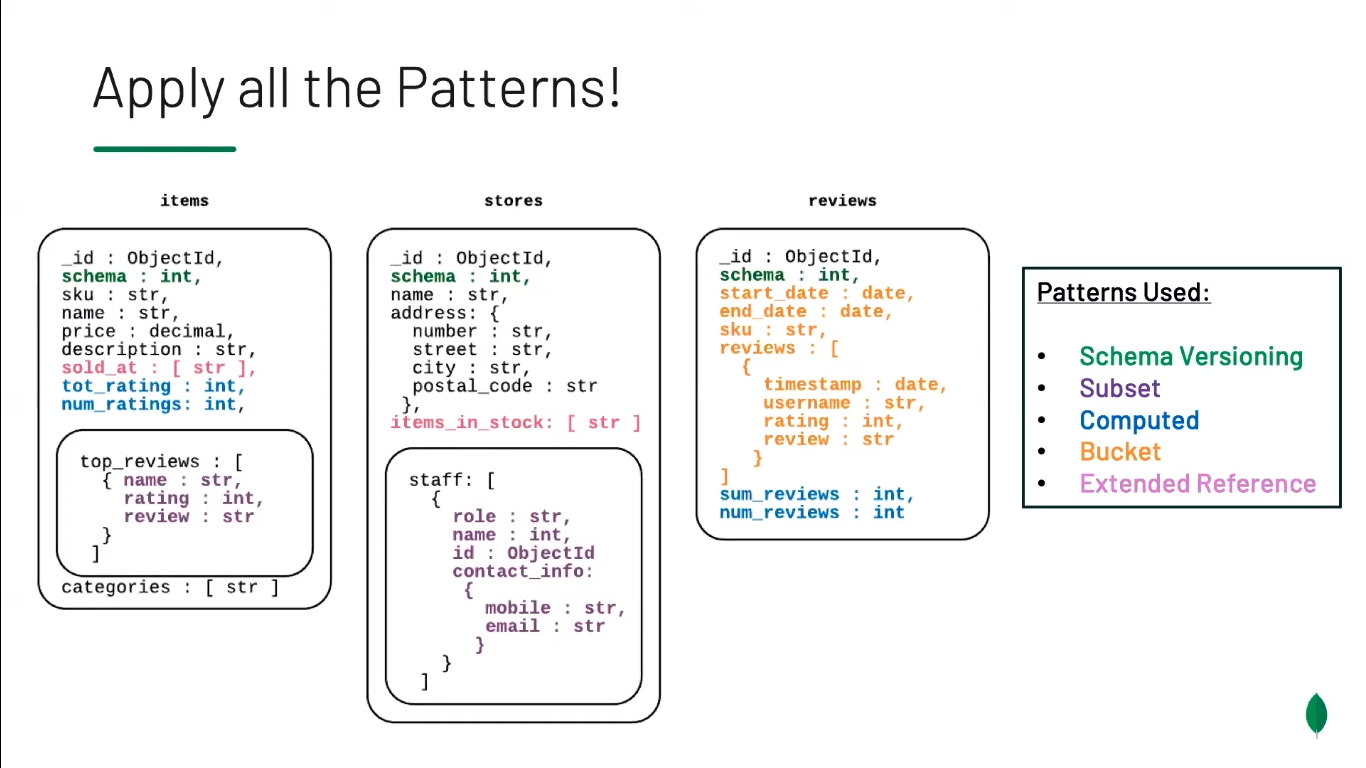 Apply all the Patterns!
items
_id : ObjectId,
schema : int,
sku : str,
name : str,
price : decimal,
description : str,
sold_at : [ str ],
tot_rating : int,
num_ratings: int,
top_reviews : [
{ name : str,
rating : int,
review : str
}
]
categories : [ str ]
stores
_id : ObjectId,
schema : int,
name : str,
address: {
number : str,
street : str,
city : str,
postal_code : str
},
items_in_stock: [ str ]
staff: [
{
role : str,
name : int,
id : ObjectId
contact_info:
{
mobile : str,
email : str
}
}
]
reviews
_id : ObjectId,
schema : int,
start_date : date,
end_date : date,
sku : str,
reviews : [
{
timestamp : date,
username : str,
rating : int,
review : str
}
]
sum_reviews : int,
num_reviews : int
Patterns Used:
• Schema Versioning
• Subset
• Computed
• Bucket
• Extended Reference